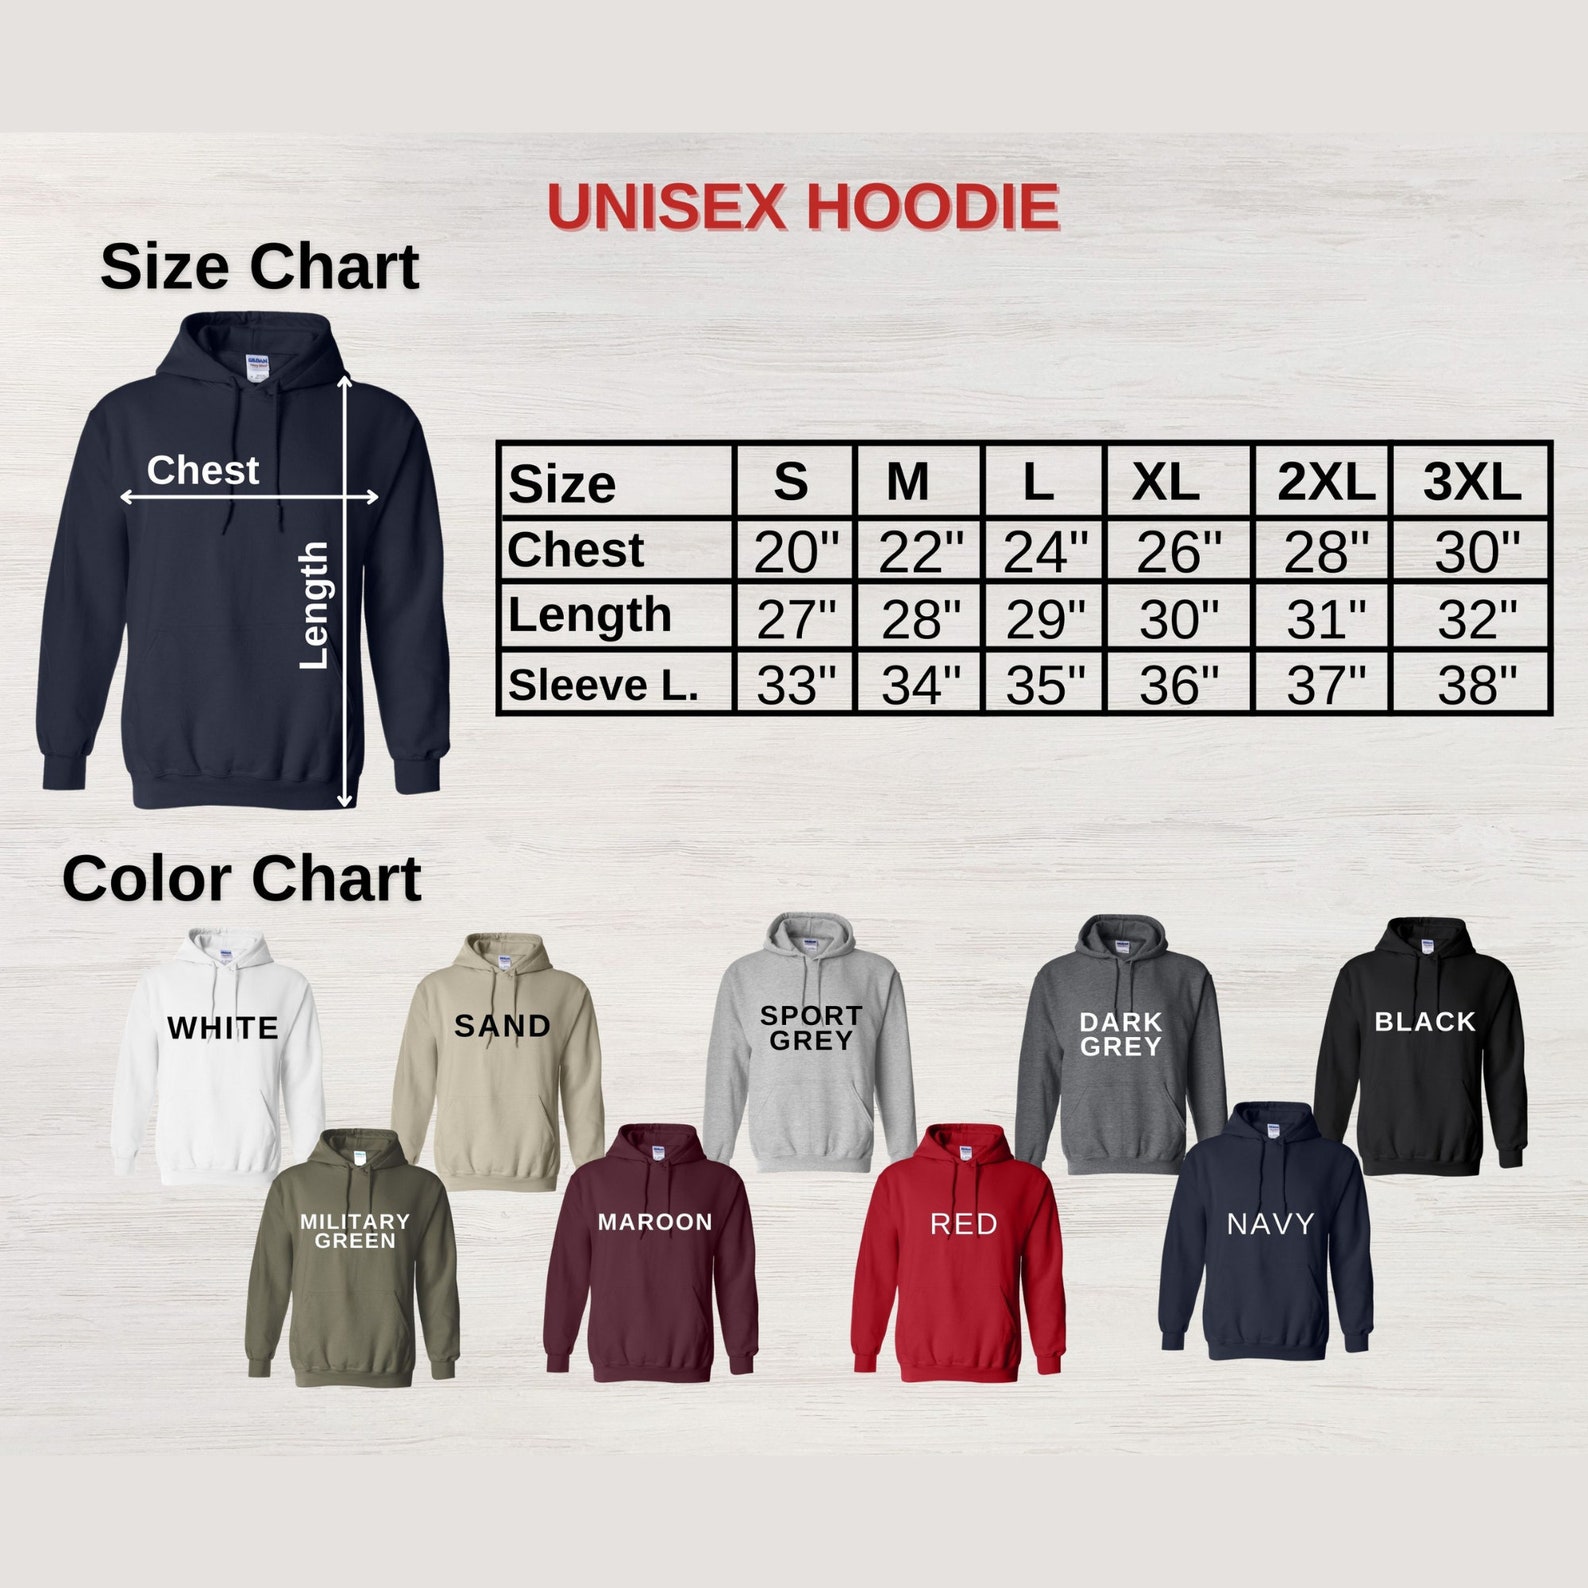 UNISEX HOODIE
Size Chart
GILDAN
Chest
Length
Size S M L XL 2XL 3XL
Chest 20" 22" 24" 26" 28" 30"
Length 27" 28" 29" 30" 31" 32"
Sleeve L. 33" 34" 35" 36" 37" 38"
Color Chart
WHITE
SAND
SPORT
GREY
DARK
GREY
BLACK
MILITARY
GREEN
MAROON
RED
NAVY